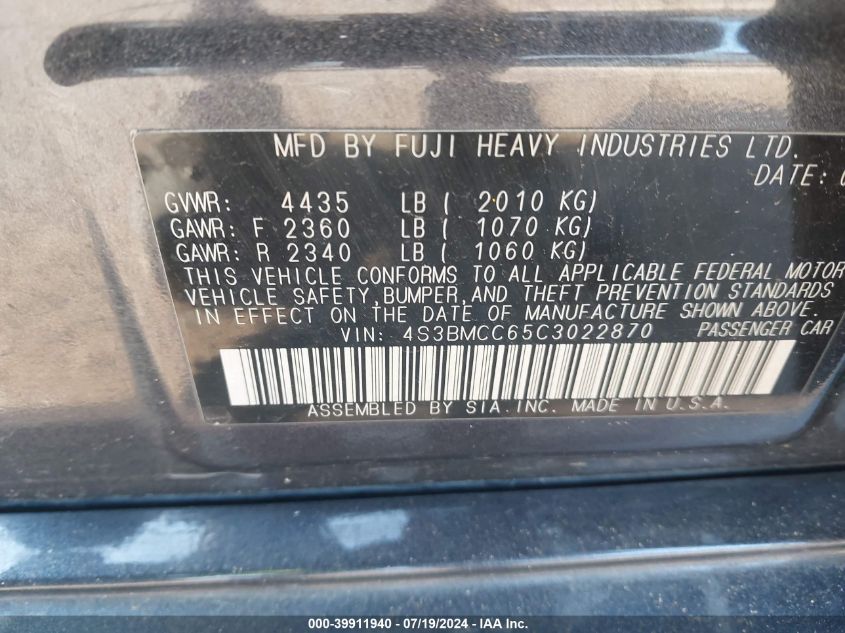 MFD BY FUJI HEAVY INDUSTRIES LTD.
DATE:
GVWR: 4435 LB ( 2010 KG)
GAWR: F 2360 LB ( 1070 KG)
GAWR: R 2340 LB ( 1060 KG)
THIS VEHICLE CONFORMS TO ALL APPLICABLE FEDERAL MOTOR
VEHICLE SAFETY,BUMPER,AND THEFT PREVENTION STANDARDS
IN EFFECT ON THE DATE OF MANUFACTURE SHOWN ABOVE.
VIN: 4S3BMCC65C3022870 PASSENGER CAR
ASSEMBLED BY SIA.INC. MADE IN U.S.A.
000-39911940 - 07/19/2024 - IAA Inc.